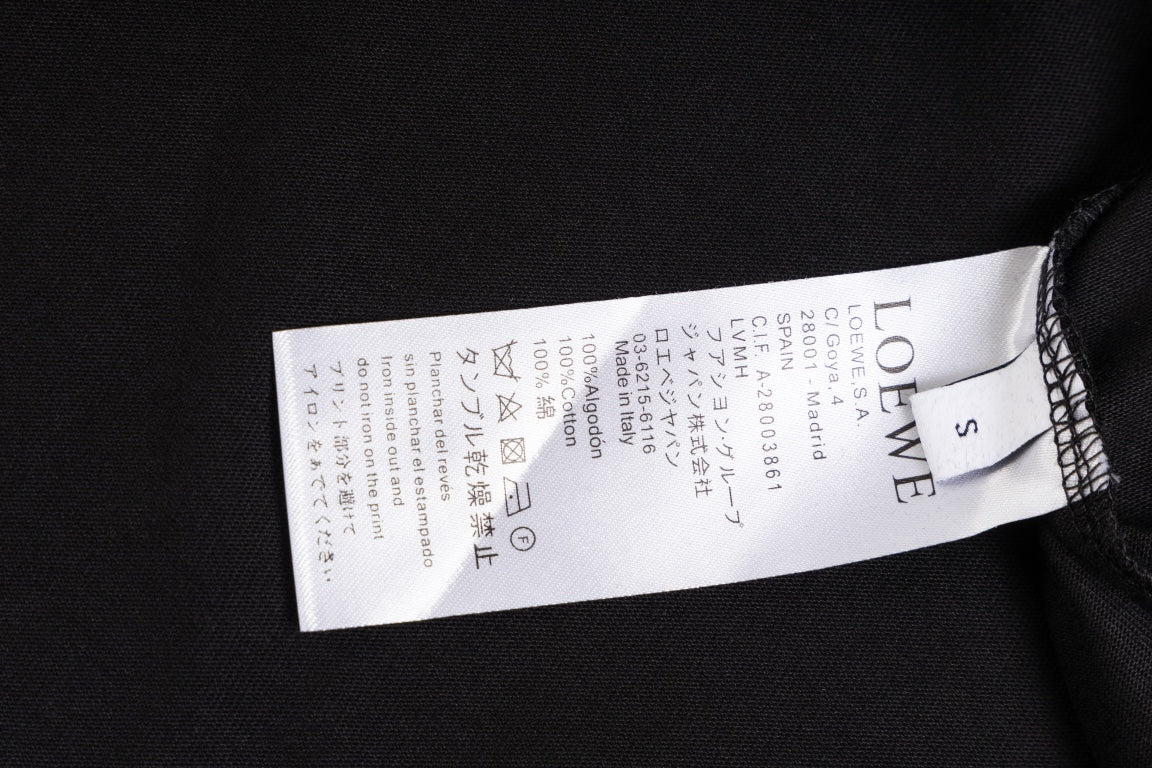 LOEWE
S
LOEWE,S.A.
C/Goya,4
28001-Madrid
SPAIN
C.I.F. A-28003861
LVMH
ファション・グループ
ジャパン株式会社
ロエベジャパン
03-6215-6116
Made in Italy
100%Algodón
100%Cotton
100% 綿
F
タンブル乾燥禁止
Planchar del revés
sin planchar el estampado
Iron inside out and
do not iron on the print
プリント部分を避けて
アイロンをあててください